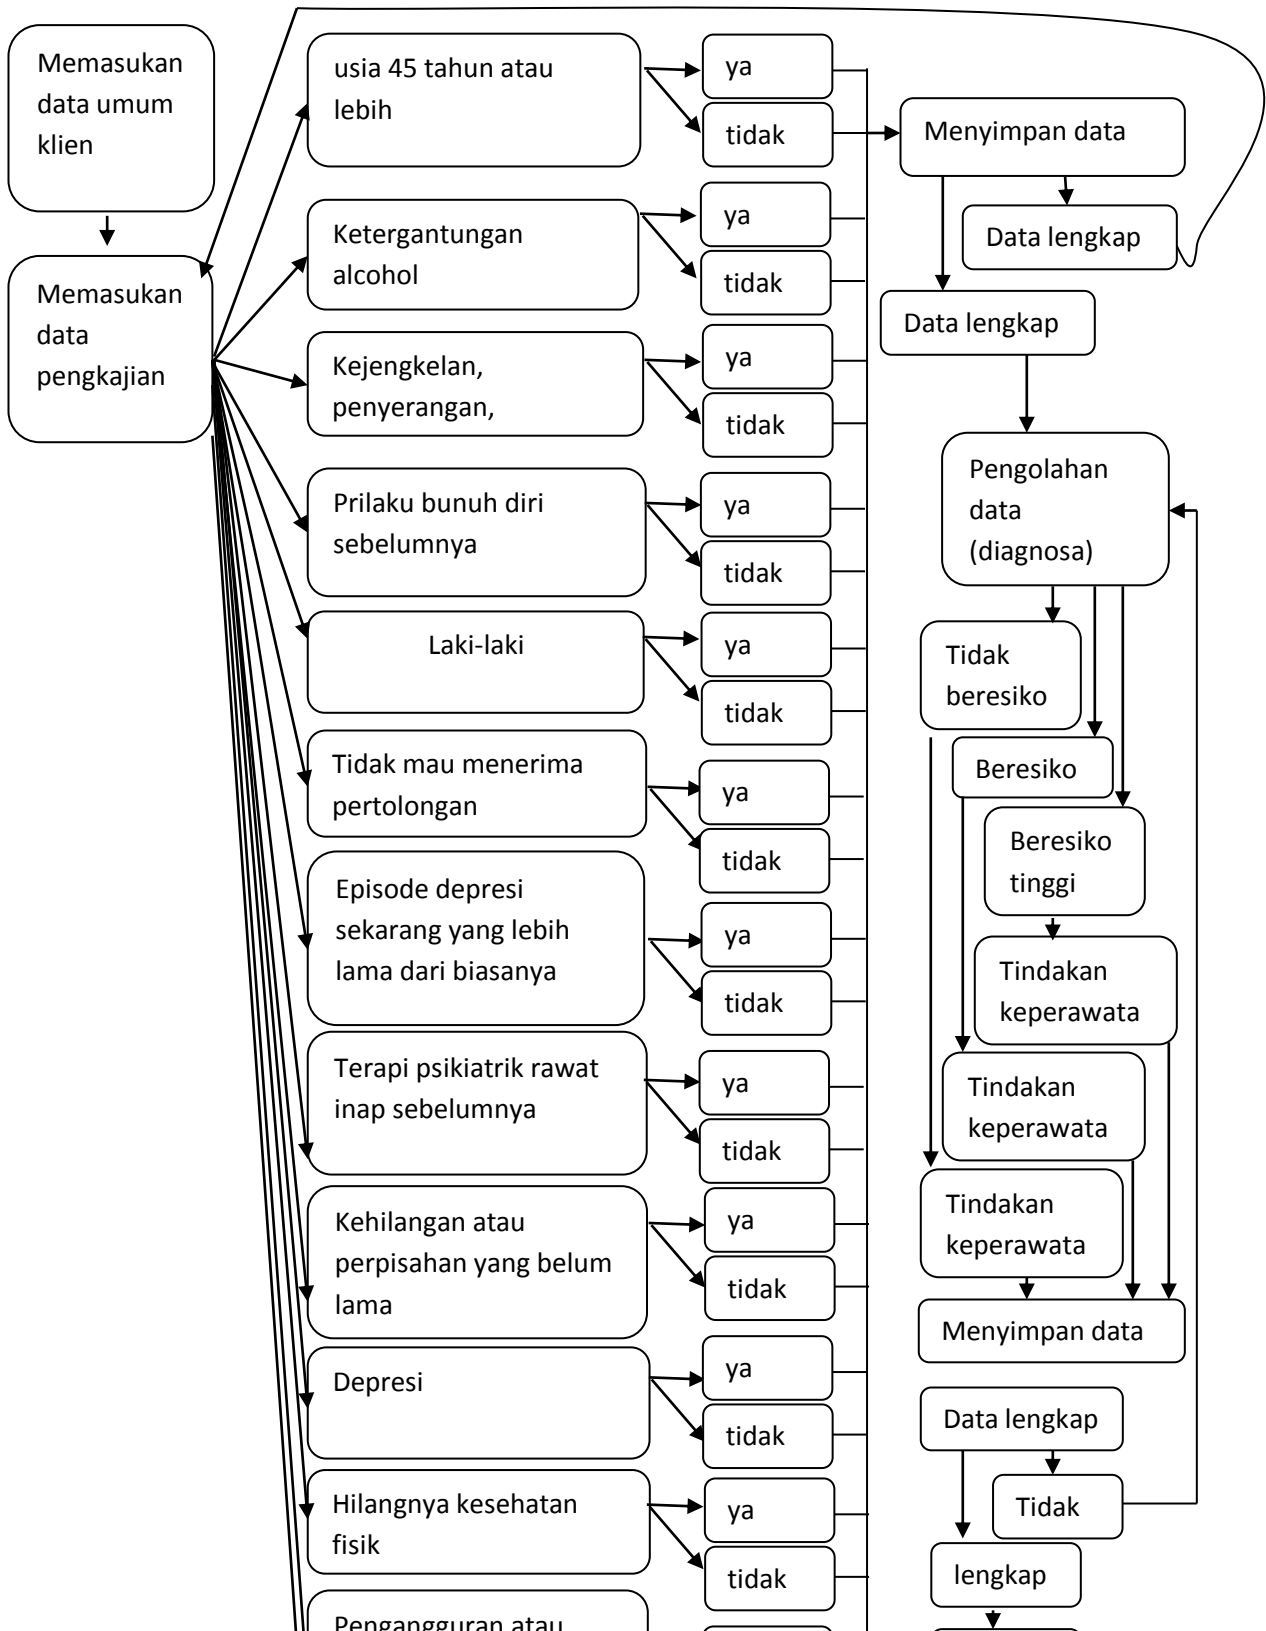 Memasukan
data umum
klien
Memasukan
data
pengkajian
usia 45 tahun atau
lebih
ya
tidak
Ketergantungan
alcohol
ya
tidak
Kejengkelan,
penyerangan,
ya
tidak
Prilaku bunuh diri
sebelumnya
ya
tidak
Laki-laki
ya
tidak
Tidak mau menerima
pertolongan
ya
tidak
Episode depresi
sekarang yang lebih
lama dari biasanya
ya
tidak
Terapi psikiatrik rawat
inap sebelumnya
ya
tidak
Kehilangan atau
perpisahan yang belum
lama
ya
tidak
Depresi
ya
tidak
Hilangnya kesehatan
fisik
ya
tidak
Pengangguran atau
Menyimpan data
Data lengkap
Data lengkap
Pengolahan
data
(diagnosa)
Tidak
beresiko
Beresiko
Beresiko
tinggi
Tindakan
keperawata
Tindakan
keperawata
Tindakan
keperawata
Menyimpan data
Data lengkap
Tidak
lengkap